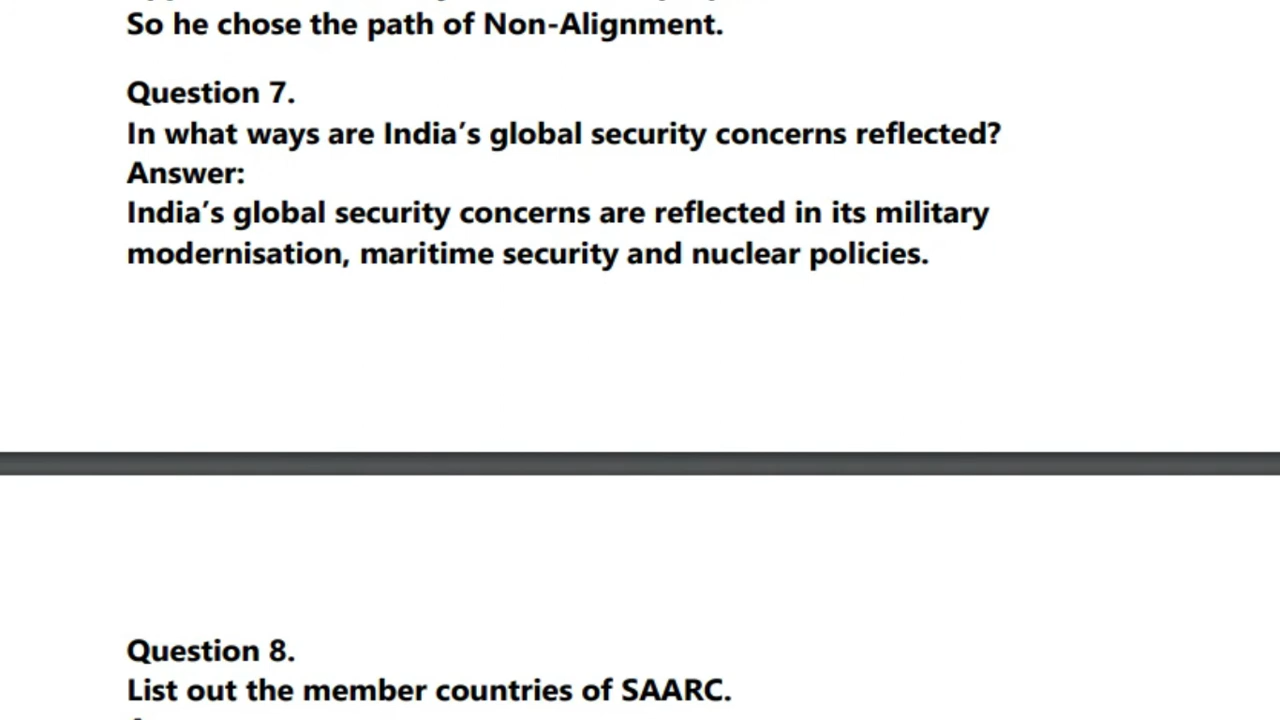 So he chose the path of Non-Alignment.
Question 7.
In what ways are India’s global security concerns reflected?
Answer:
India’s global security concerns are reflected in its military
modernisation, maritime security and nuclear policies.
Question 8.
List out the member countries of SAARC.